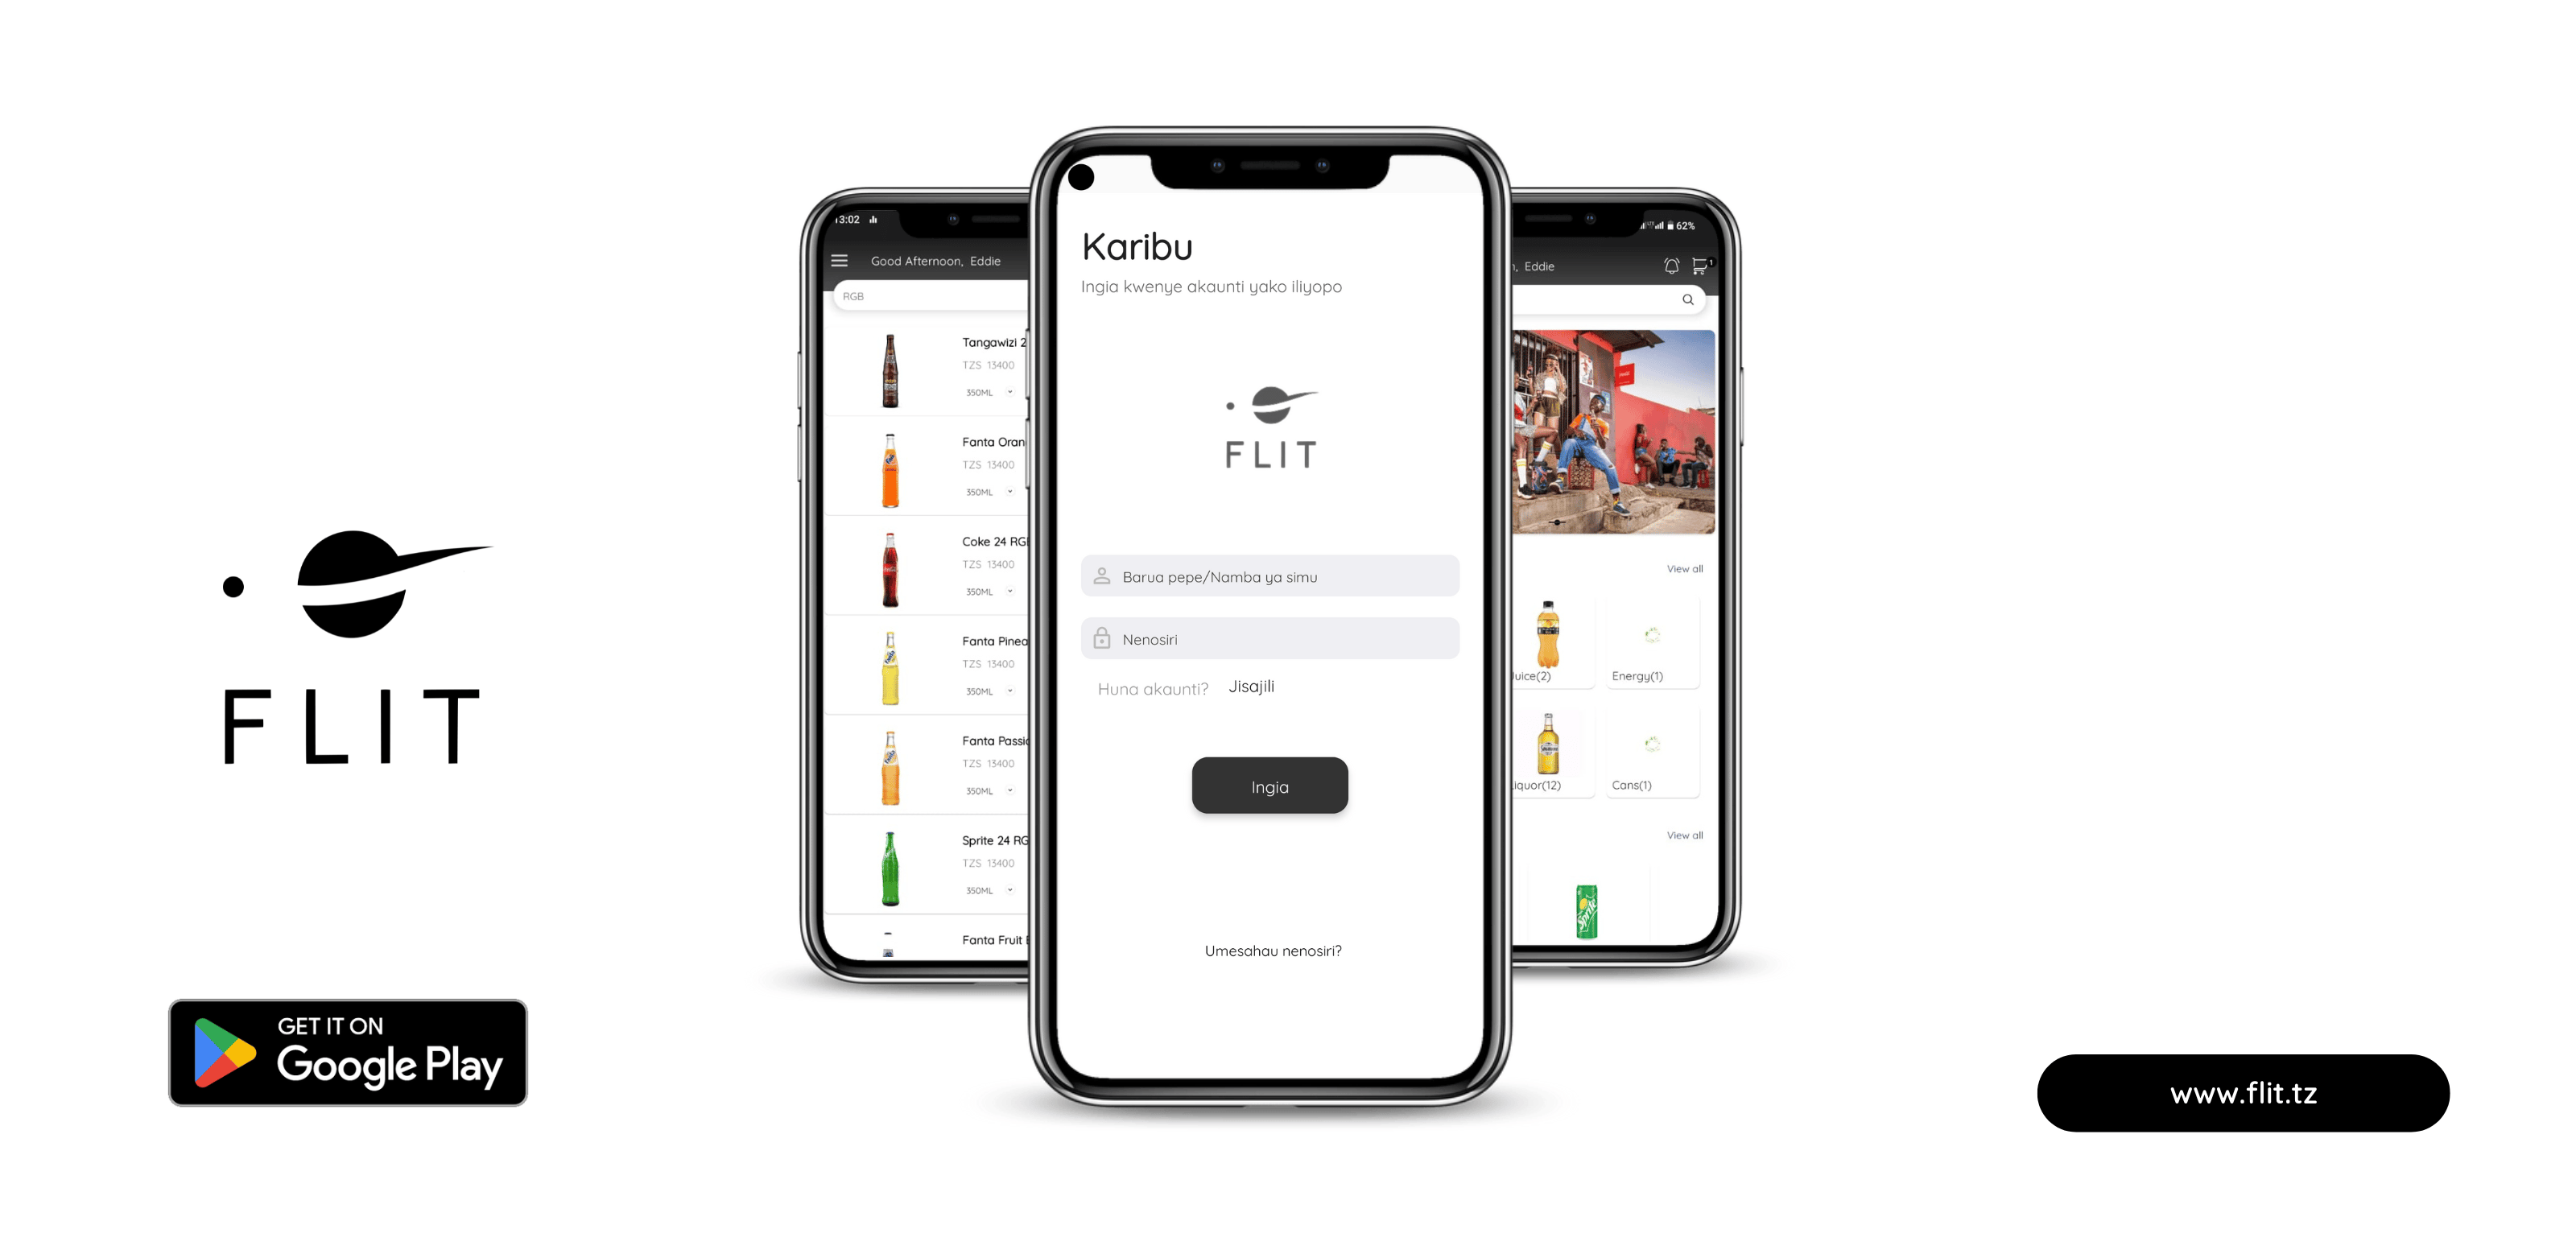 FLIT
GET IT ON
Google Play
13:02
Good Afternoon, Eddie
RGB
Tangawizi 2
TZS 13400
350ML
Fanta Oran
TZS 13400
350ML
Coke 24 RG
TZS 13400
350ML
Fanta Pinea
TZS 13400
350ML
Fanta Passio
TZS 13400
350ML
Sprite 24 RG
TZS 13400
350ML
Fanta Fruit
Karibu
Ingia kwenye akaunti yako iliyopo
FLIT
Barua pepe/Namba ya simu
Nenosiri
Huna akaunti? Jisajili
Ingia
Umesahau nenosiri?
62%
, Eddie
1
View all
uice(2)
Energy(1)
iquor(12)
Cans(1)
View all
Sprite
www.flit.tz